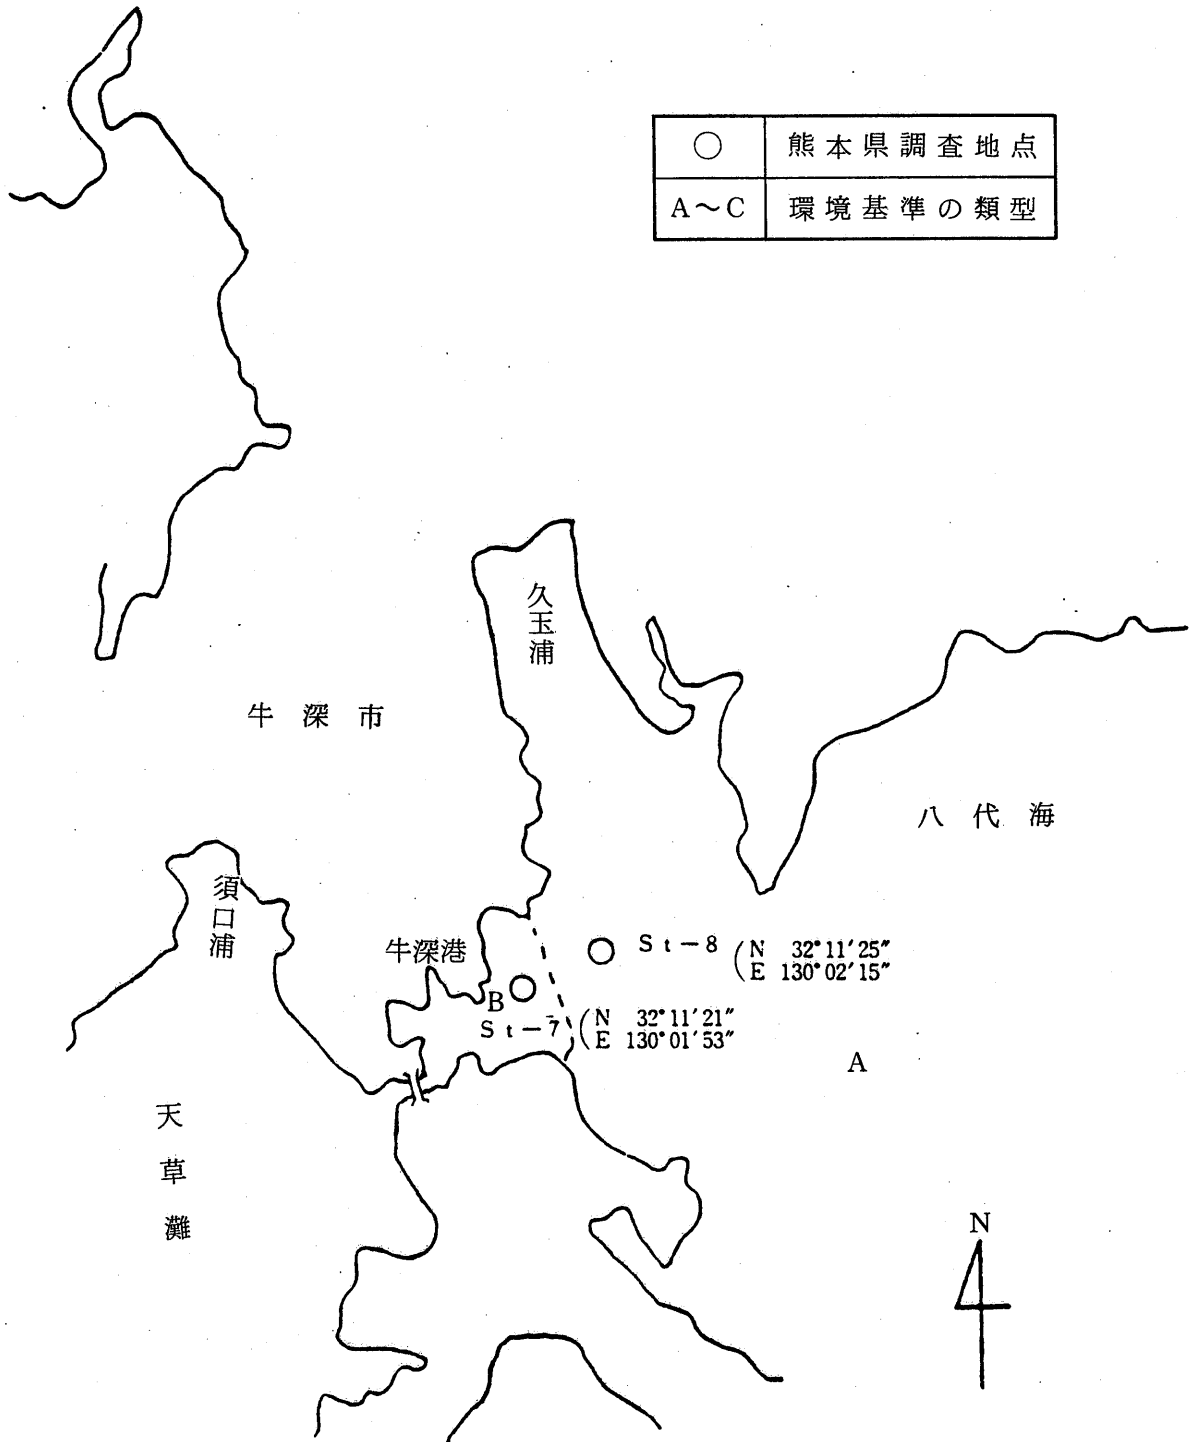 ○ 熊本県調査地点
A～C 環境基準の類型
久玉浦
牛深市
八代海
須口浦
牛深港
St－8 (N 32°11′25″
E 130°02′15″
B
St－7 (N 32°11′21″
E 130°01′53″
A
天草灘
N